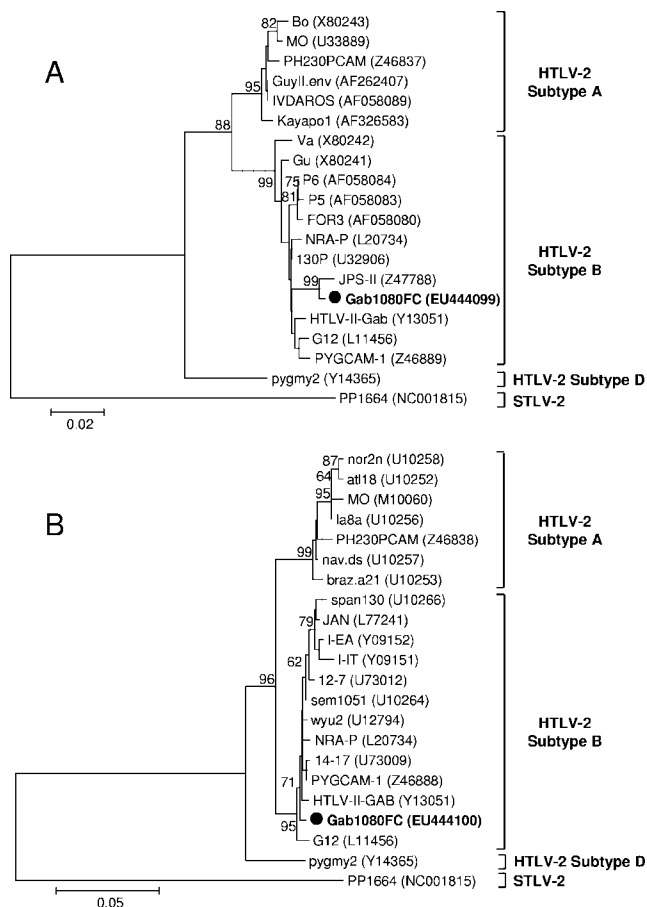 A
82
Bo (X80243)
MO (U33889)
PH230PCAM (Z46837)
95
GuyII.env (AF262407)
IVDAROS (AF058089)
Kayapo1 (AF326583)
HTLV-2
Subtype A
88
Va (X80242)
99
Gu (X80241)
75
P6 (AF058084)
81
P5 (AF058083)
FOR3 (AF058080)
NRA-P (L20734)
130P (U32906)
99
JPS-II (Z47788)
Gab1080FC (EU444099)
HTLV-II-Gab (Y13051)
G12 (L11456)
PYGCAM-1 (Z46889)
HTLV-2
Subtype B
pygmy2 (Y14365)
HTLV-2 Subtype D
PP1664 (NC001815)
STLV-2
0.02
B
87
nor2n (U10258)
64
atl18 (U10252)
95
MO (M10060)
la8a (U10256)
PH230PCAM (Z46838)
99
nav.ds (U10257)
braz.a21 (U10253)
HTLV-2
Subtype A
96
span130 (U10266)
79
JAN (L77241)
I-EA (Y09152)
62
I-IT (Y09151)
12-7 (U73012)
sem1051 (U10264)
wyu2 (U12794)
NRA-P (L20734)
14-17 (U73009)
71
PYGCAM-1 (Z46888)
HTLV-II-GAB (Y13051)
95
Gab1080FC (EU444100)
G12 (L11456)
HTLV-2
Subtype B
pygmy2 (Y14365)
HTLV-2 Subtype D
PP1664 (NC001815)
STLV-2
0.05